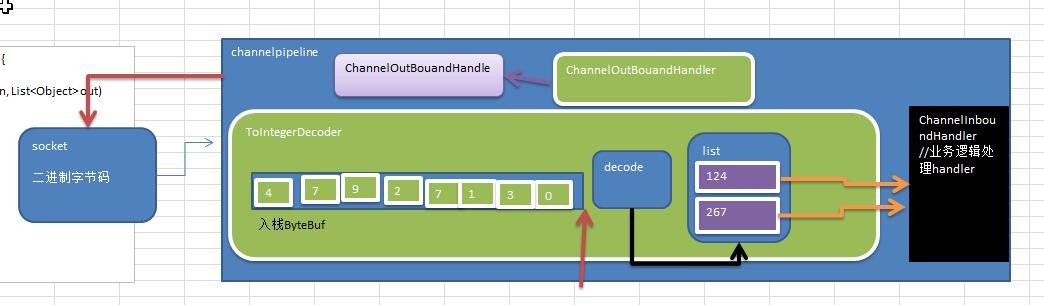 {
n, List<Object> out)
socket
二进制字节码
channelpipeline
ChannelOutBouandHandle
ChannelOutBouandHandler
ToIntegerDecoder
4 7 9 2 7 1 3 0
入栈ByteBuf
decode
list
124
267
ChannelInbou
ndHandler
//业务逻辑处
理handler